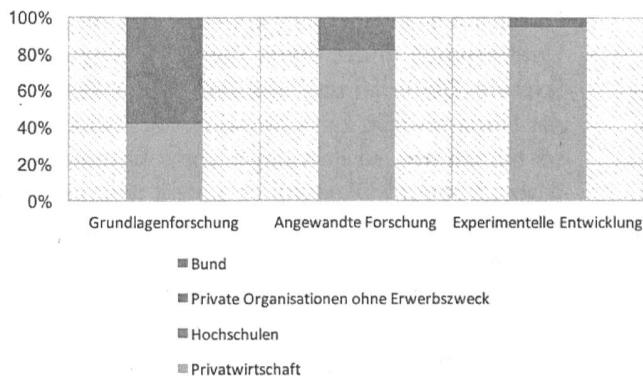 100%
80%
60%
40%
20%
0%
Grundlagenforschung Angewandte Forschung Experimentelle Entwicklung
Bund
Private Organisationen ohne Erwerbszweck
Hochschulen
Privatwirtschaft